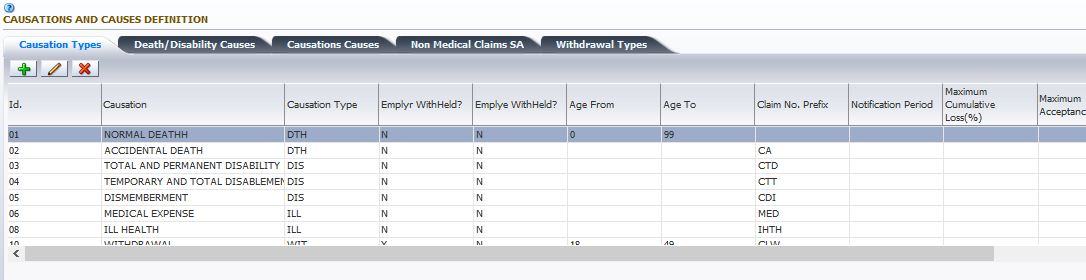 ?
CAUSATIONS AND CAUSES DEFINITION
Causation Types Death/Disability Causes Causations Causes Non Medical Claims SA Withdrawal Types
Id. Causation Causation Type Emplyr WithHeld? Emplye WithHeld? Age From Age To Claim No. Prefix Notification Period Maximum Cumulative Loss(%) Maximum Acceptanc
01 NORMAL DEATHH DTH N N 0 99
02 ACCIDENTAL DEATH DTH N N CA
03 TOTAL AND PERMANENT DISABILITY DIS N N CTD
04 TEMPORARY AND TOTAL DISABLEMEN DIS N N CTT
05 DISMEMBERMENT DIS N N CDI
06 MEDICAL EXPENSE ILL N N MED
08 ILL HEALTH ILL N N IHTH
10 WITHDRAWAL WIT Y N 18 49 CLW